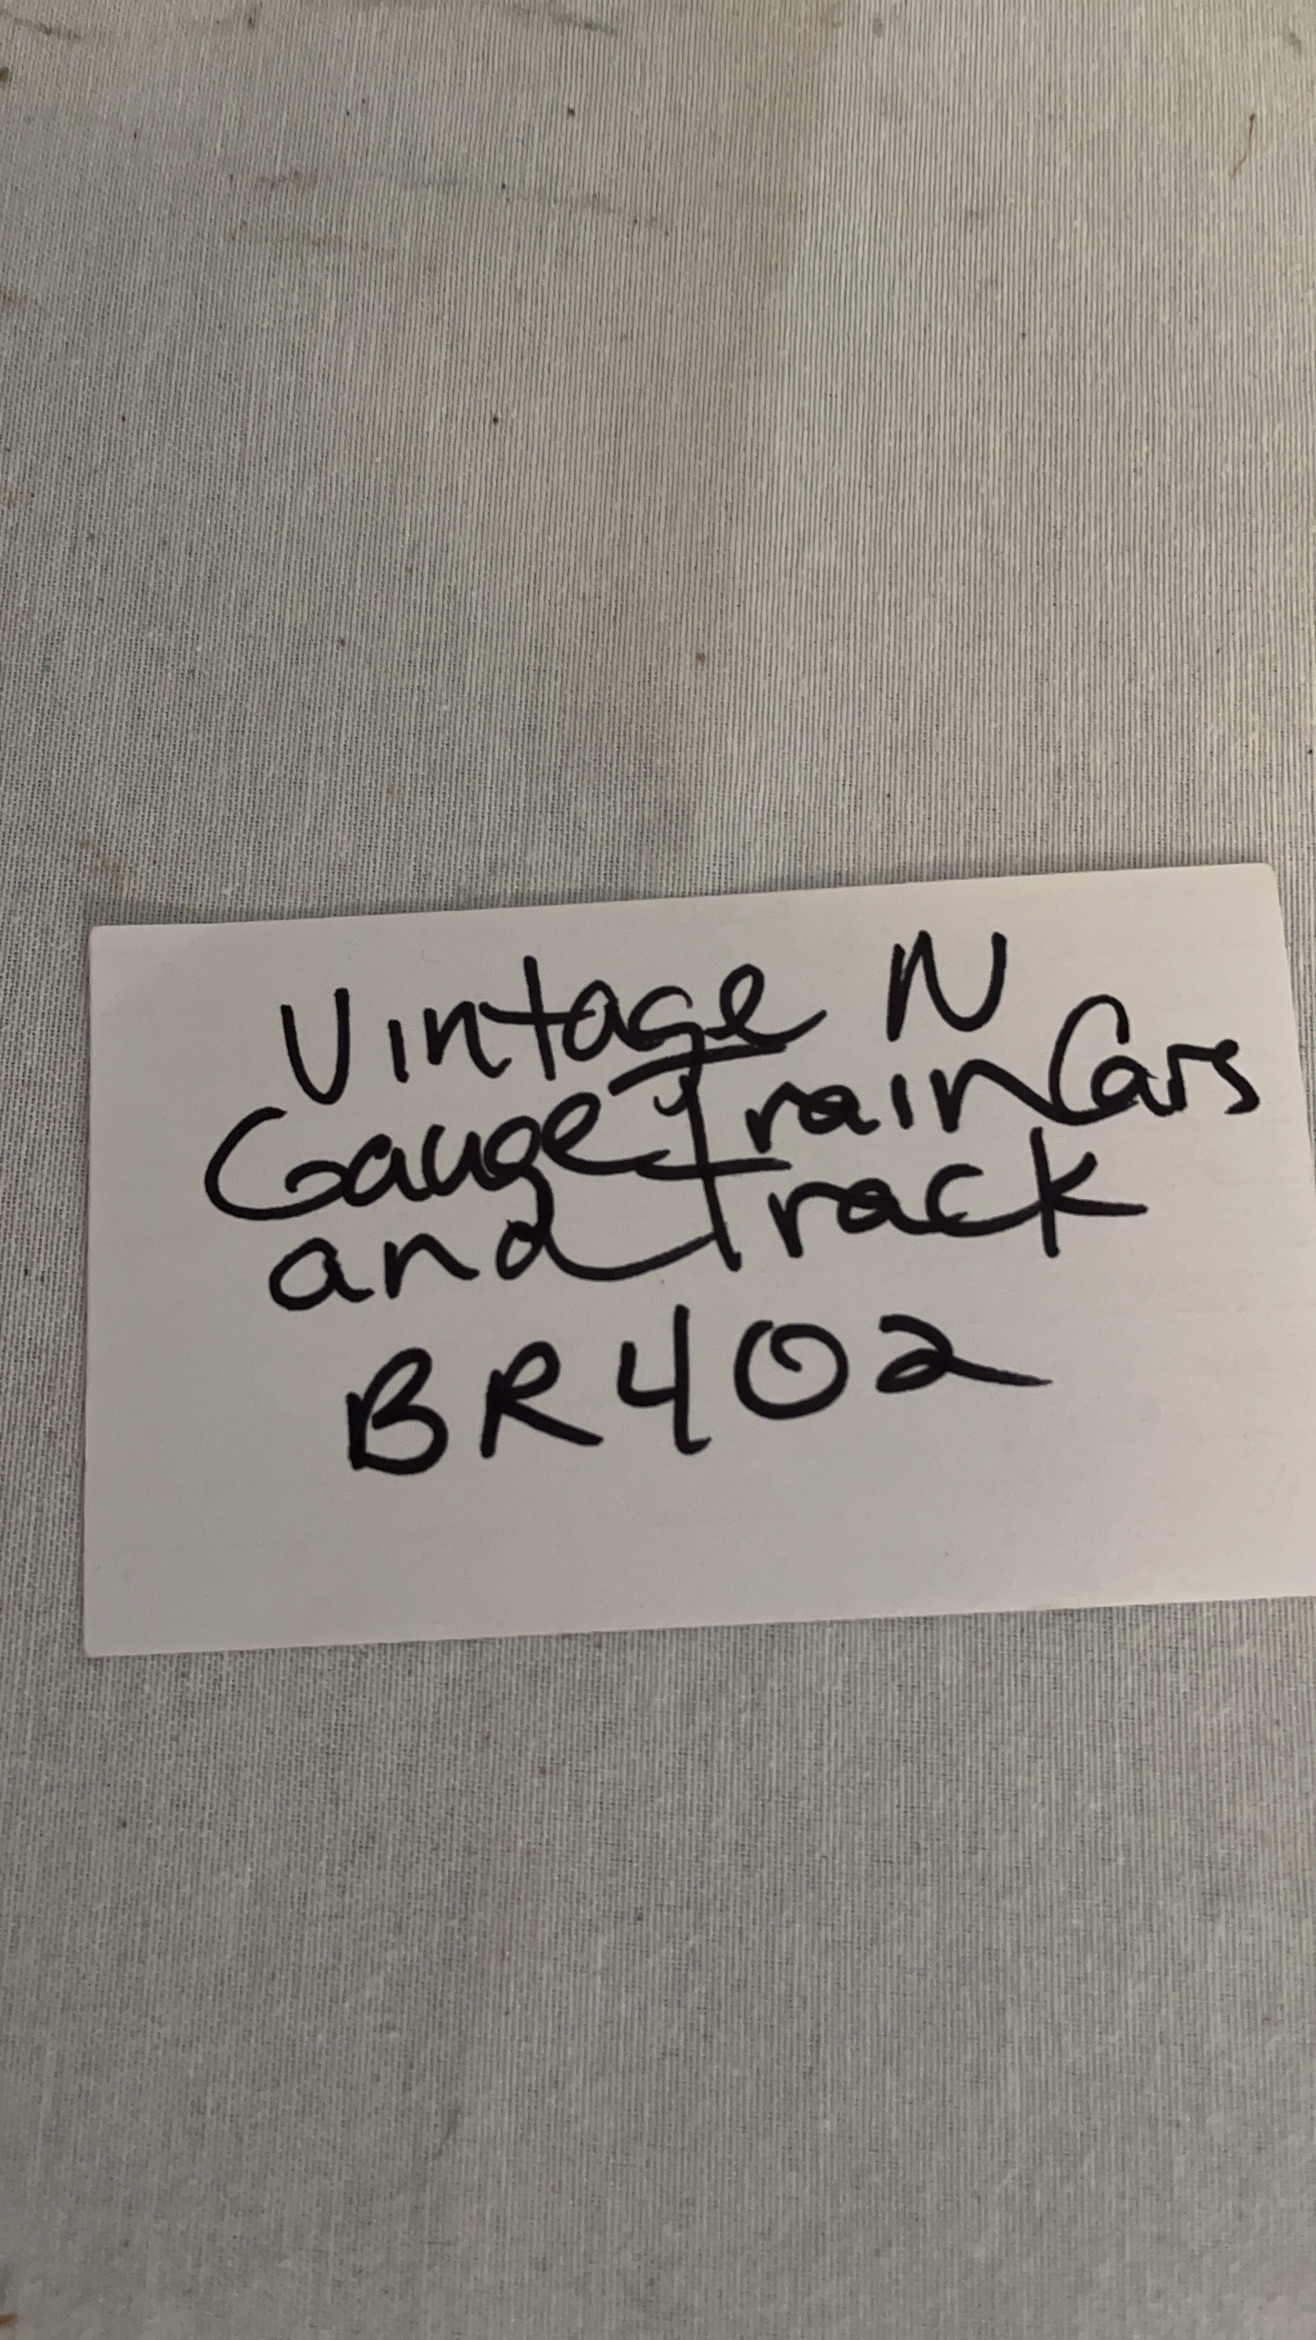 Vintage N
Gauge Train Cars
and Track
BR402